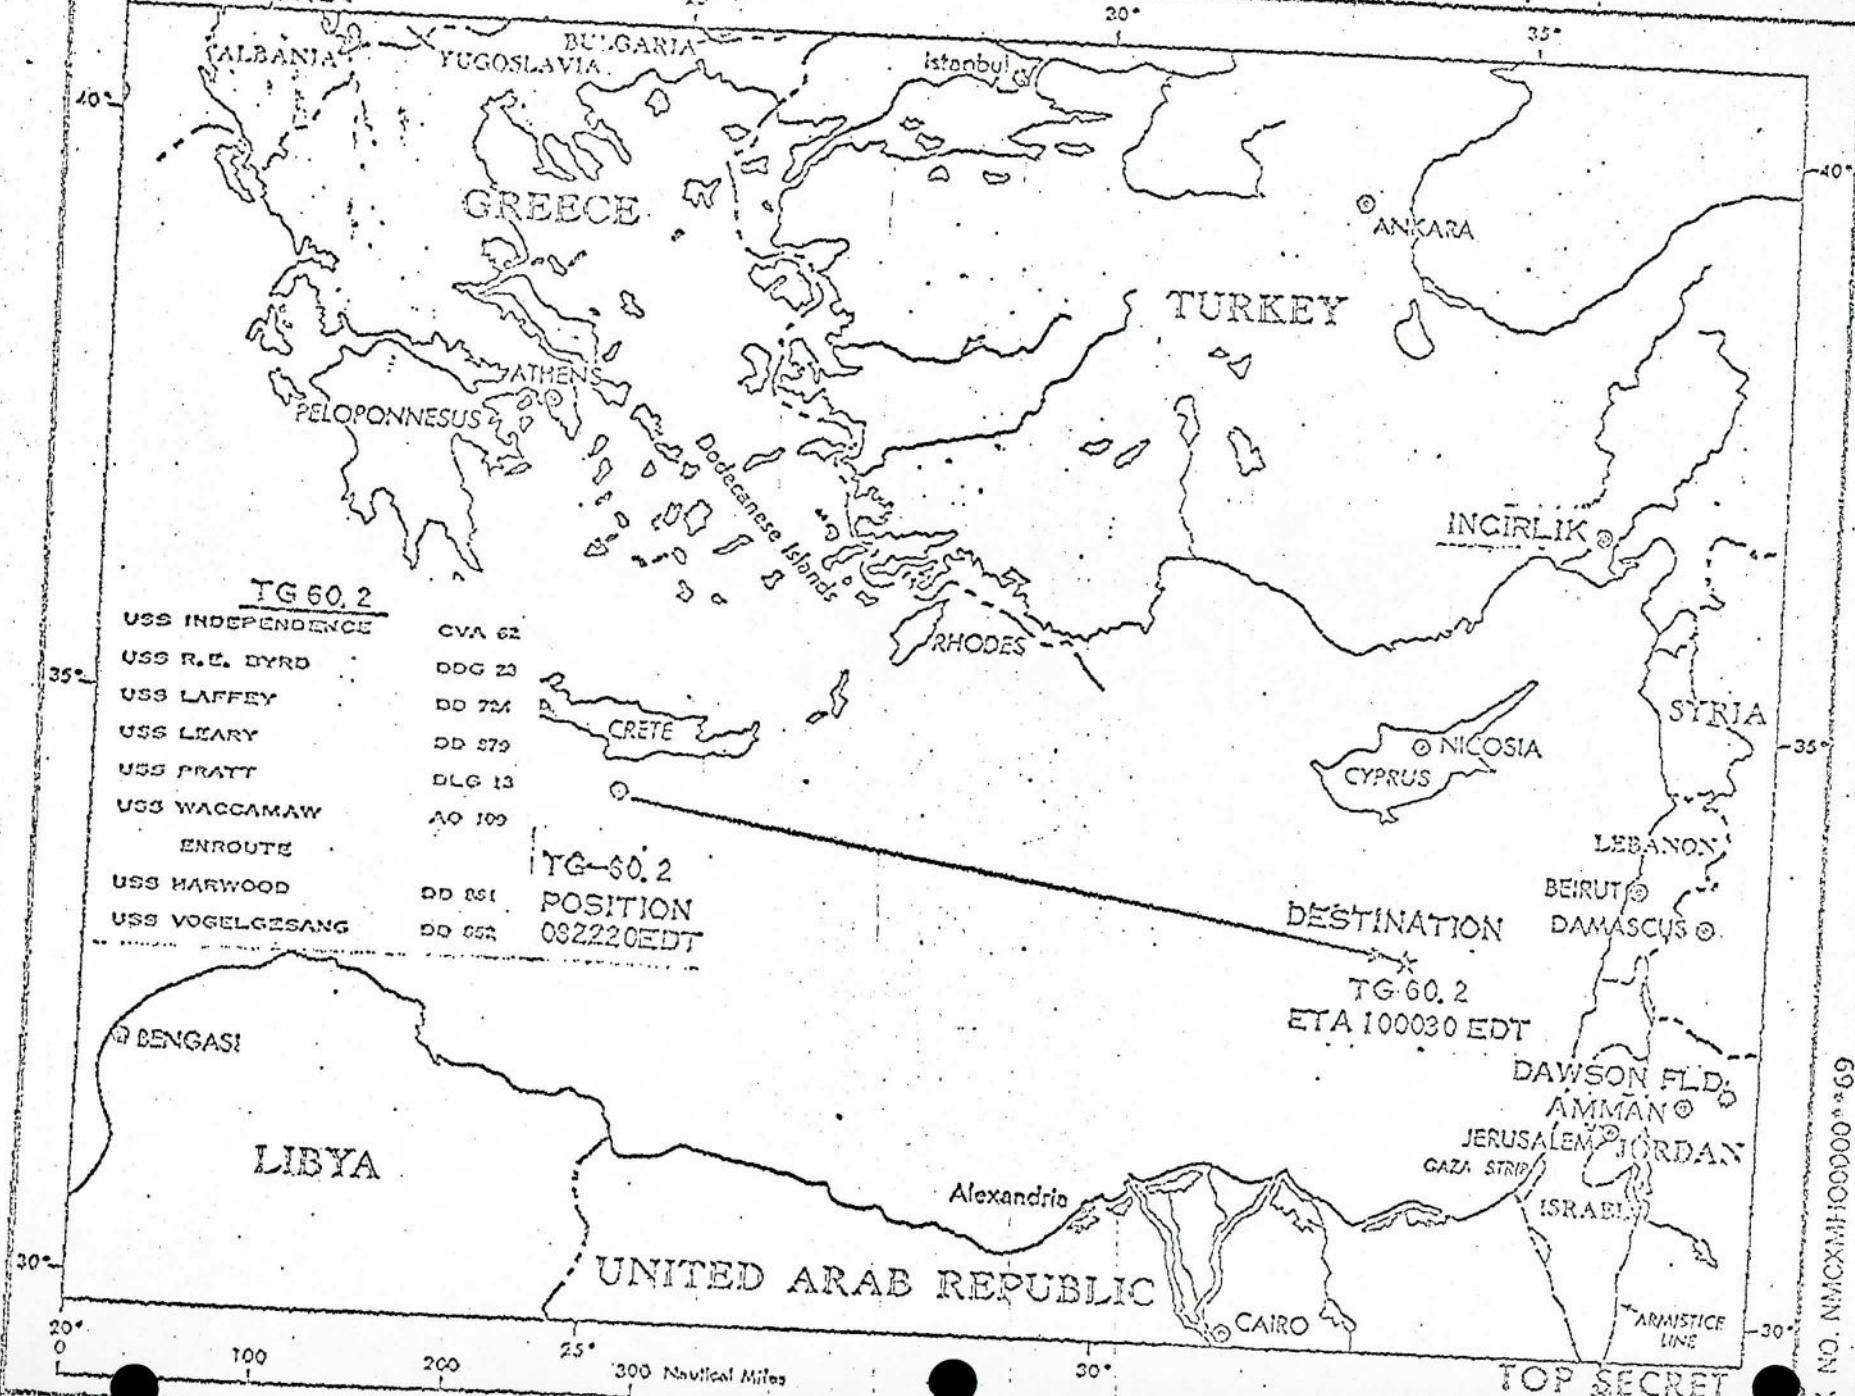 30°
35°
ALBANIA
YUGOSLAVIA
BULGARIA
Istanbul
40°
40°
GREECE
ANKARA
TURKEY
ATHENS
PELOPONNESUS
Dodecanese Islands
INCIRLIK
TG 60.2
USS INDEPENDENCE CVA 62
USS R.E. BYRD DDG 23
USS LAFFEY DD 724
USS LEARY DD 879
USS PRATT DLG 13
USS WACCAMAW AO 109
ENROUTE
USS HARWOOD DD 861
USS VOGELGESANG DD 862
RHODES
35°
CRETE
SYRIA
35°
NICOSIA
CYPRUS
LEBANON
BEIRUT
DAMASCUS
TG-60.2
POSITION
082220EDT
DESTINATION
TG 60.2
ETA 100030 EDT
BENGASI
DAWSON FLD.
AMMAN
JERUSALEM
JORDAN
GAZA STRIP
ISRAEL
LIBYA
Alexandria
UNITED ARAB REPUBLIC
CAIRO
ARMISTICE
LINE
30°
30°
20°
25°
30°
0
100
200
300 Nautical Miles
TOP SECRET